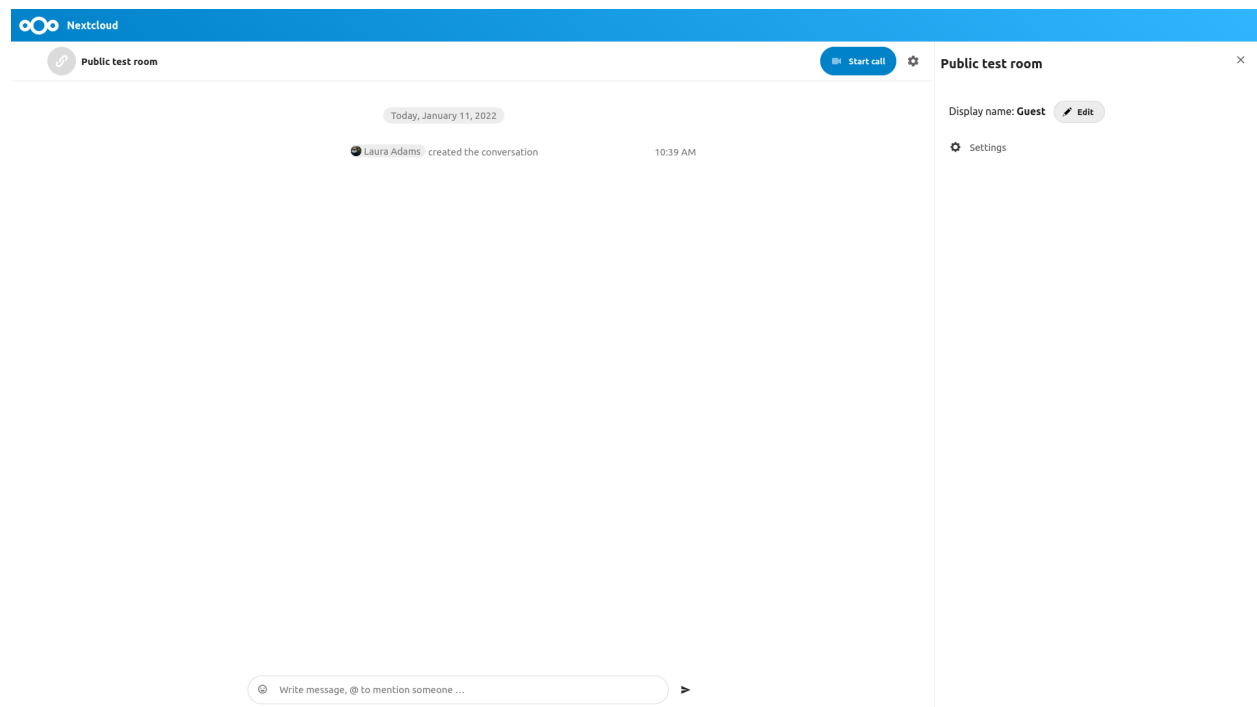 Nextcloud
Public test room
Start call
Today, January 11, 2022
Laura Adams created the conversation 10:39 AM
Write message, @ to mention someone ...
Public test room
Display name: Guest Edit
Settings